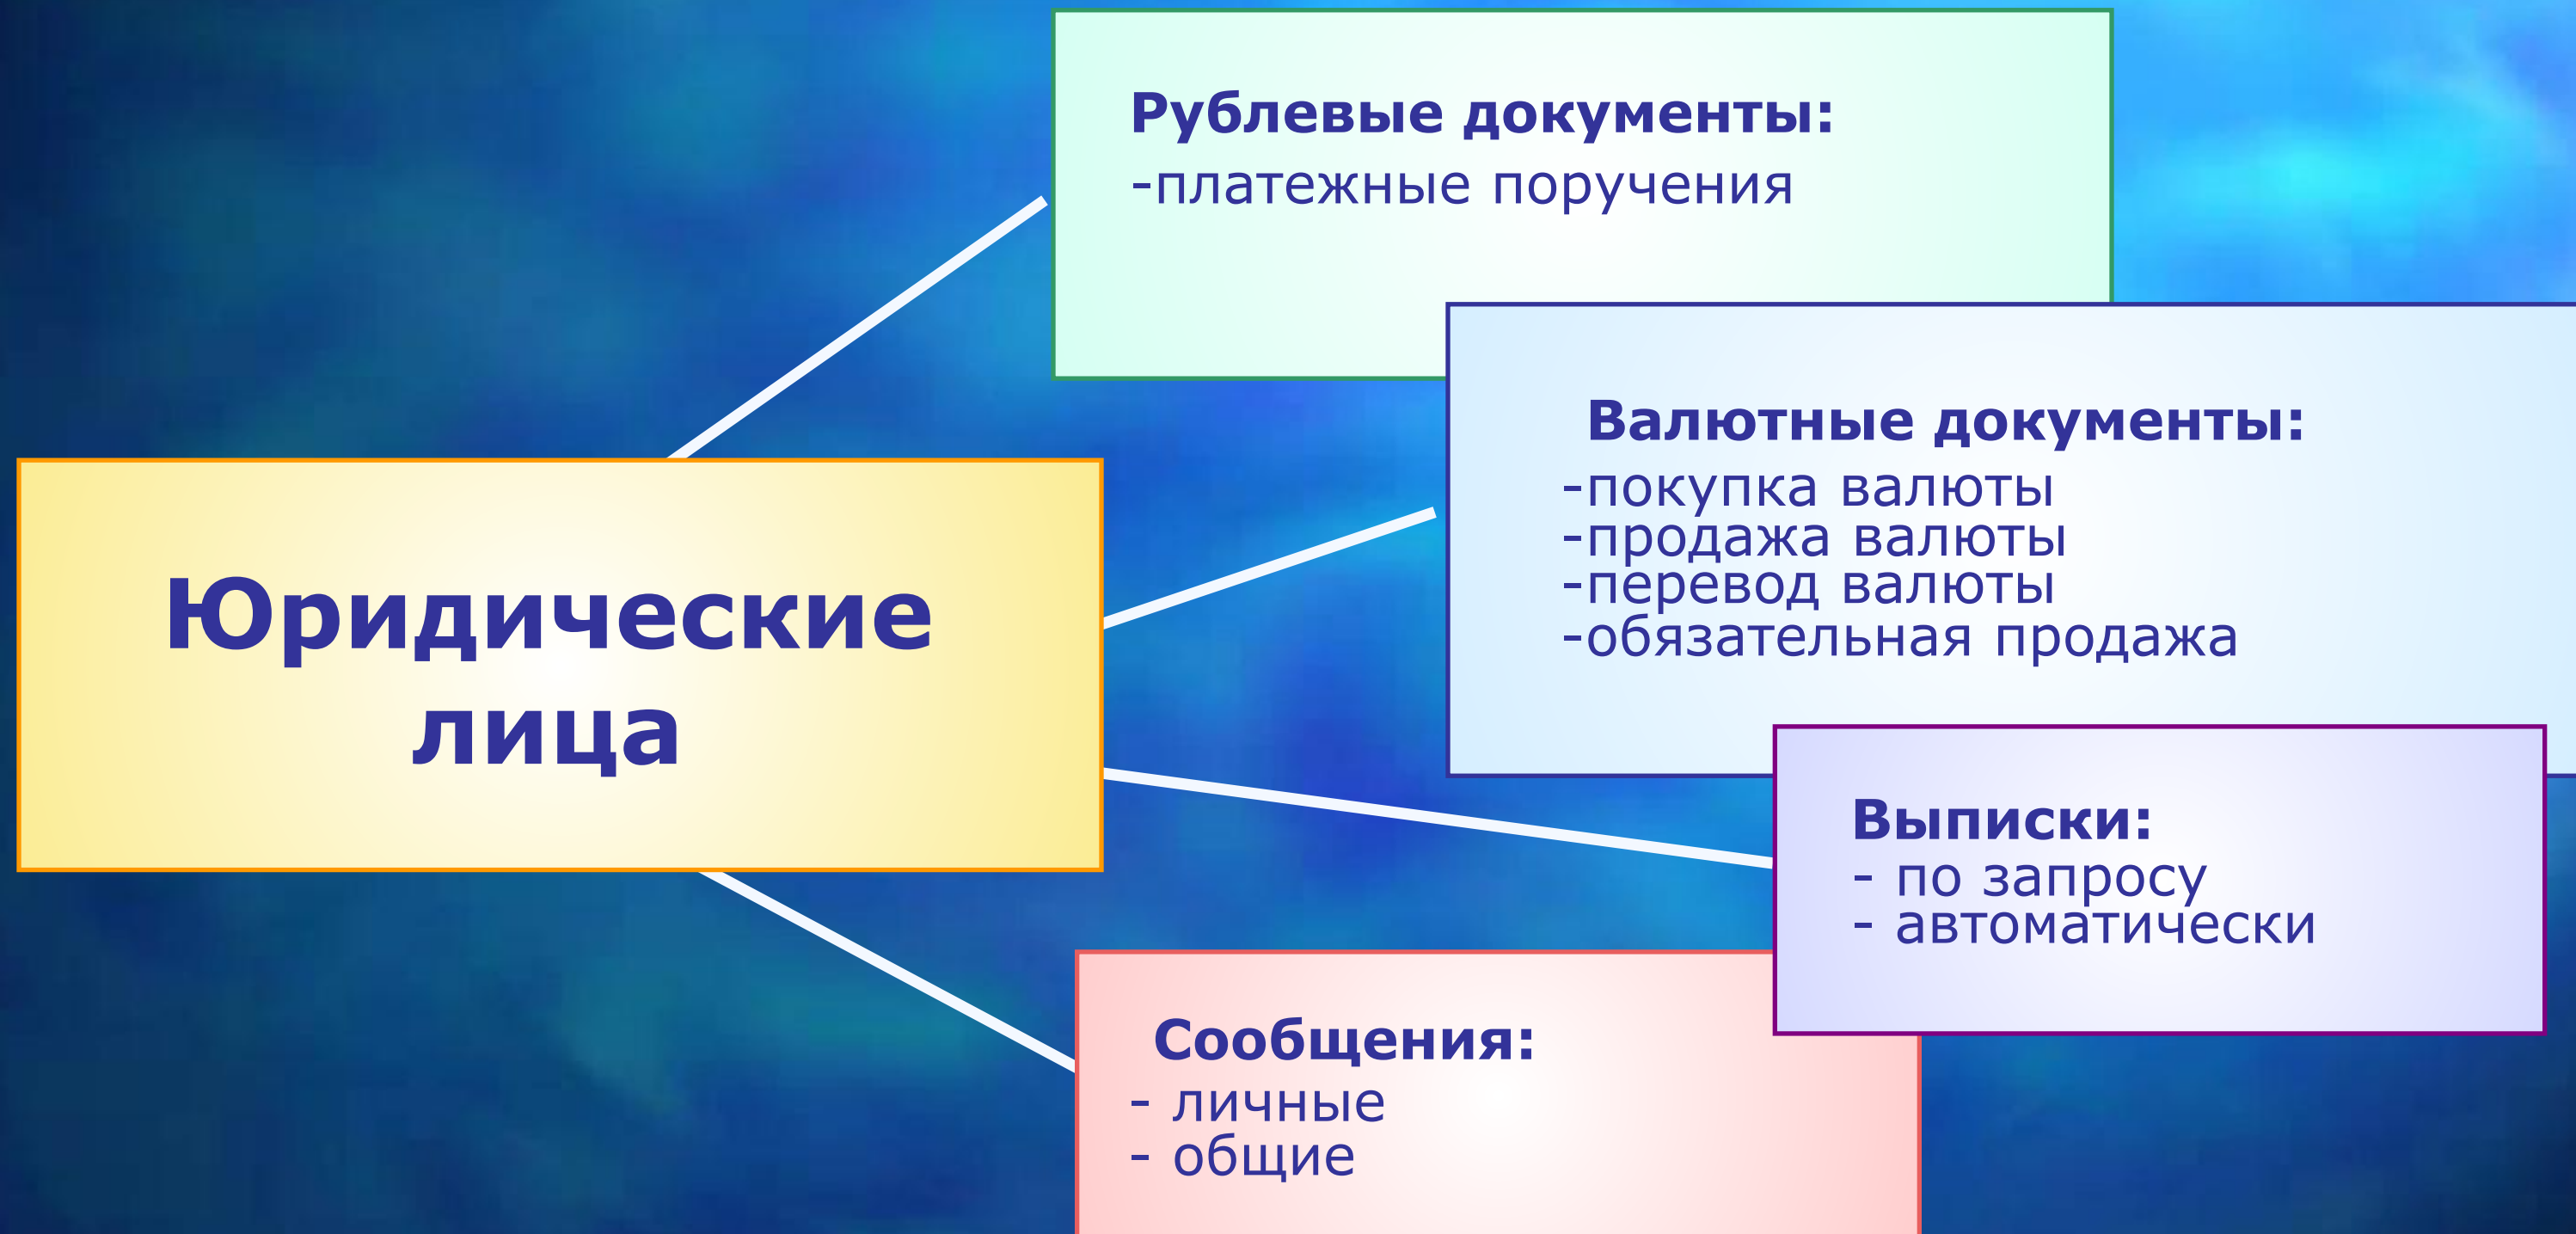 Рублевые документы:
-платежные поручения
Валютные документы:
-покупка валюты
-продажа валюты
-перевод валюты
-обязательная продажа
Юридические
лица
Выписки:
- по запросу
- автоматически
Сообщения:
- личные
- общие